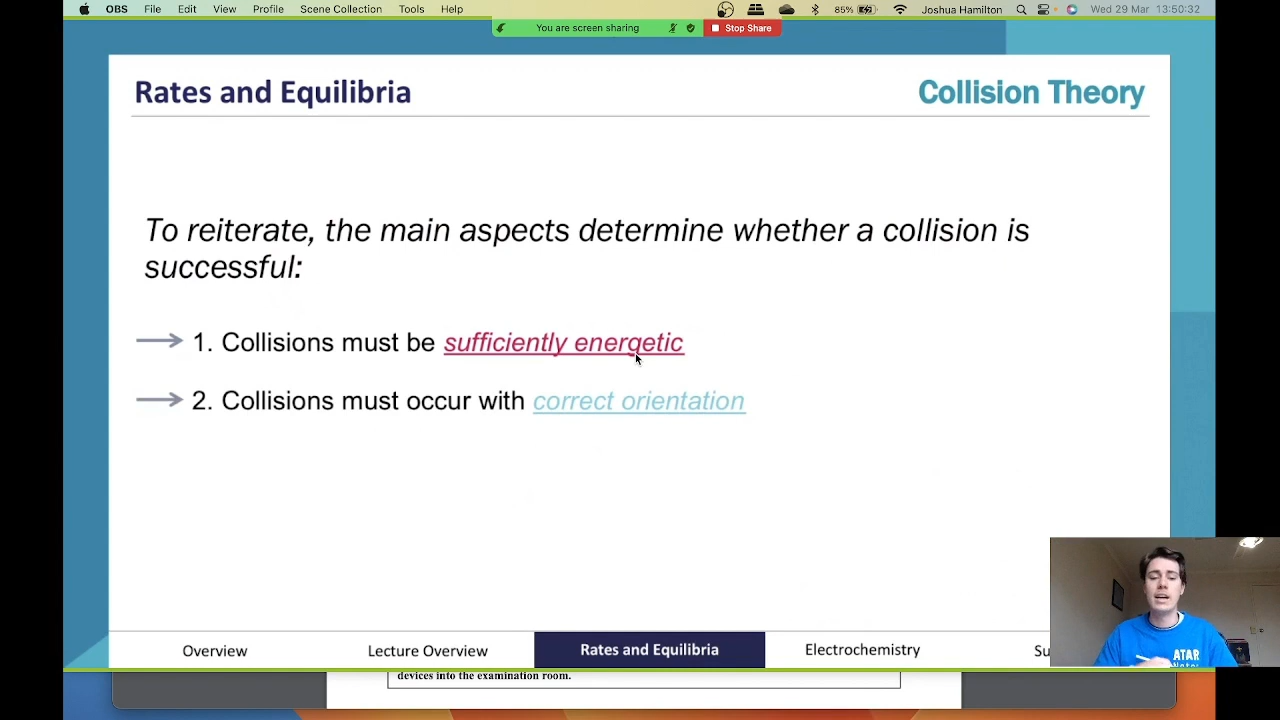 OBS File Edit View Profile Scene Collection Tools Help 85% Joshua Hamilton Wed 29 Mar 13:50:32
You are screen sharing Stop Share
Rates and Equilibria Collision Theory
To reiterate, the main aspects determine whether a collision is
successful:
1. Collisions must be sufficiently energetic
2. Collisions must occur with correct orientation
ATAR
Notes
Overview Lecture Overview Rates and Equilibria Electrochemistry Su
devices into the examination room.